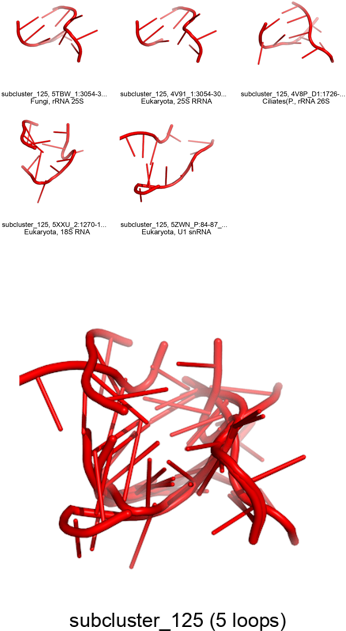 subcluster_125, 5TBW_1:3054-3...
Fungi, rRNA 25S
subcluster_125, 4V91_1:3054-30...
Eukaryota, 25S RRNA
subcluster_125, 4V8P_D1:1726-...
Ciliates(P., rRNA 26S
subcluster_125, 5XXU_2:1270-1...
Eukaryota, 18S RNA
subcluster_125, 5ZWN_P:84-87_...
Eukaryota, U1 snRNA
subcluster_125 (5 loops)